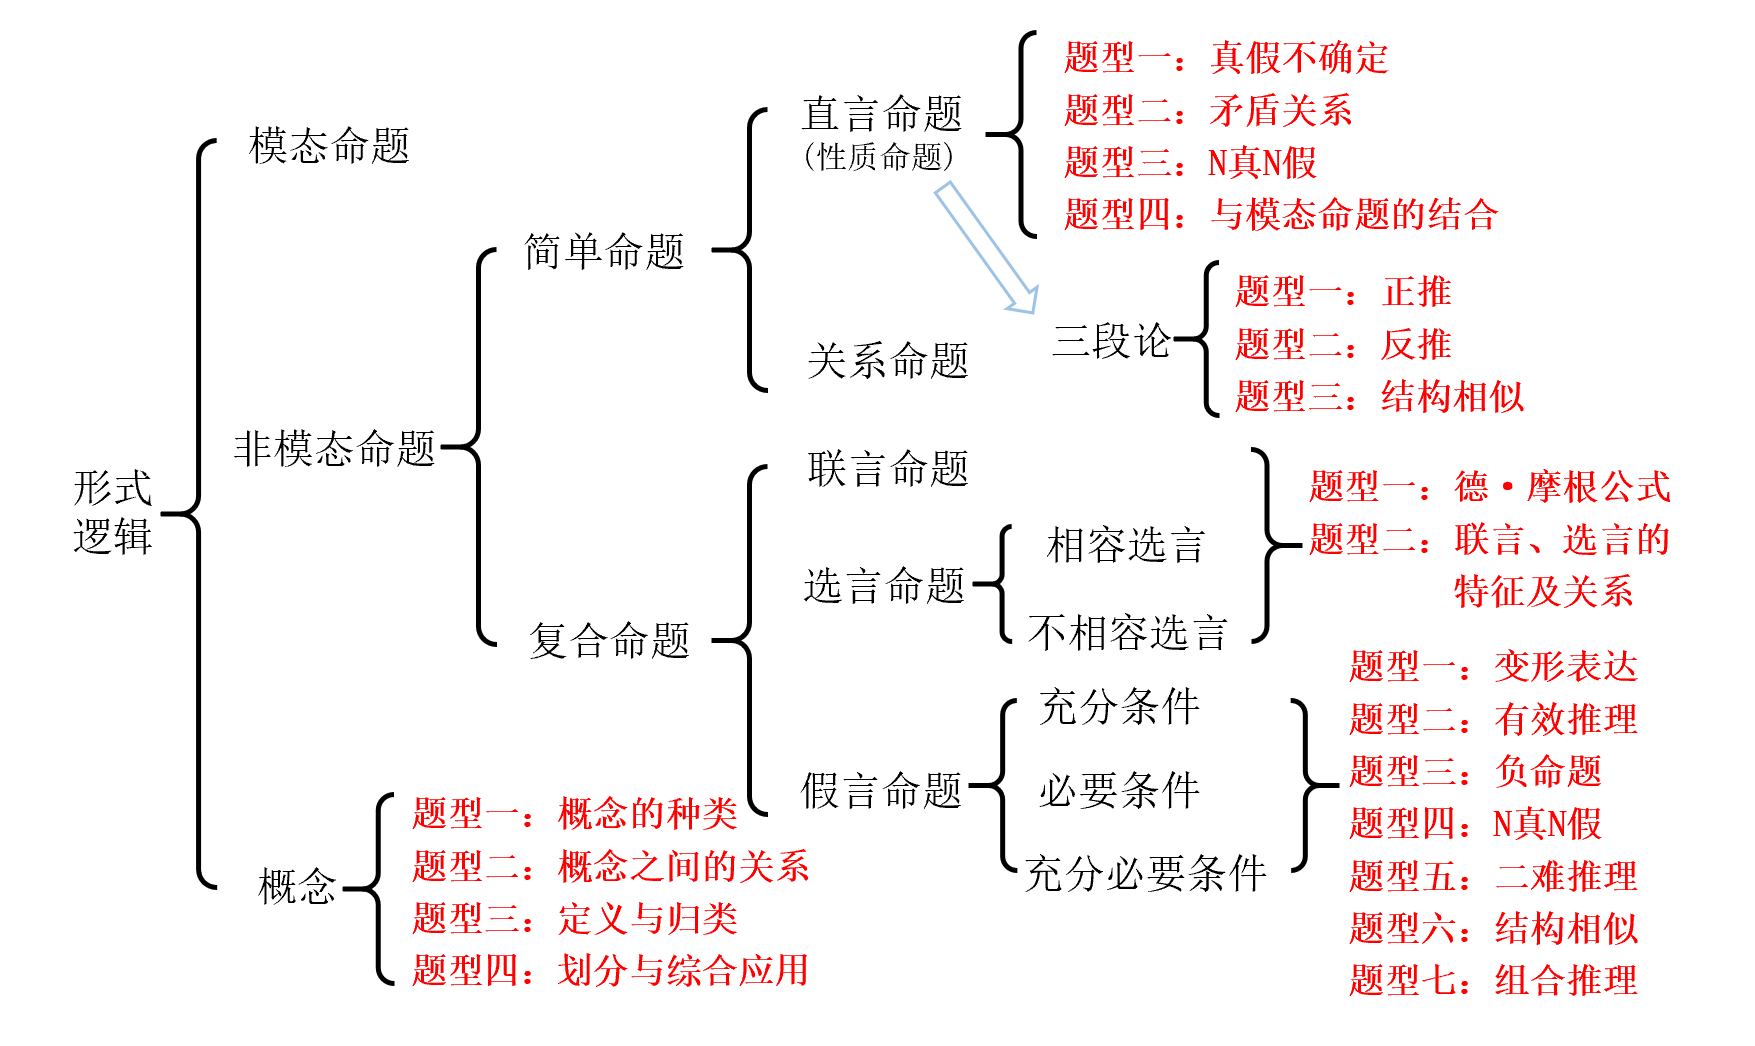 形式
逻辑
模态命题
非模态命题
简单命题
直言命题
(性质命题)
题型一：真假不确定
题型二：矛盾关系
题型三：N真N假
题型四：与模态命题的结合
关系命题
三段论
题型一：正推
题型二：反推
题型三：结构相似
复合命题
联言命题
选言命题
相容选言
不相容选言
题型一：德·摩根公式
题型二：联言、选言的
特征及关系
假言命题
充分条件
必要条件
充分必要条件
题型一：变形表达
题型二：有效推理
题型三：负命题
题型四：N真N假
题型五：二难推理
题型六：结构相似
题型七：组合推理
概念
题型一：概念的种类
题型二：概念之间的关系
题型三：定义与归类
题型四：划分与综合应用